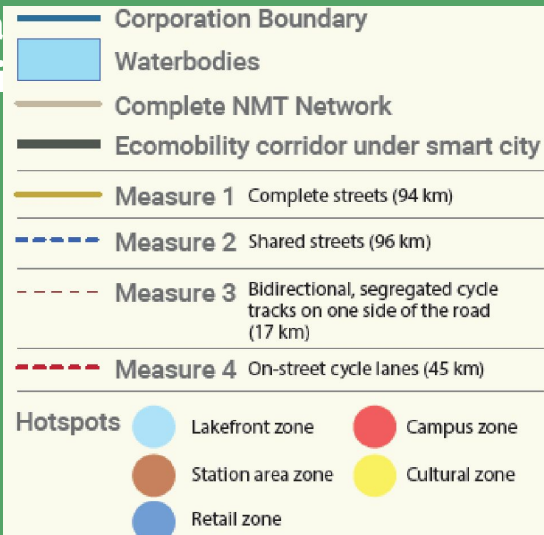 Corporation Boundary
Waterbodies
Complete NMT Network
Ecomobility corridor under smart city
Measure 1 Complete streets (94 km)
Measure 2 Shared streets (96 km)
Measure 3 Bidirectional, segregated cycle
tracks on one side of the road
(17 km)
Measure 4 On-street cycle lanes (45 km)
Hotspots
Lakefront zone
Campus zone
Station area zone
Cultural zone
Retail zone